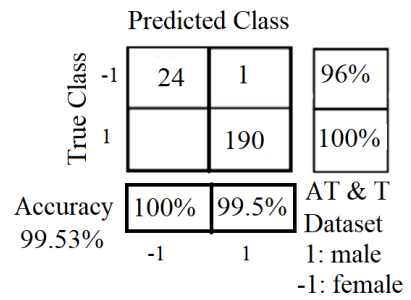 Predicted Class
True Class
-1 24 1 96%
1 190 100%
Accuracy 100% 99.5% AT & T
99.53% Dataset
-1 1 1: male
-1: female